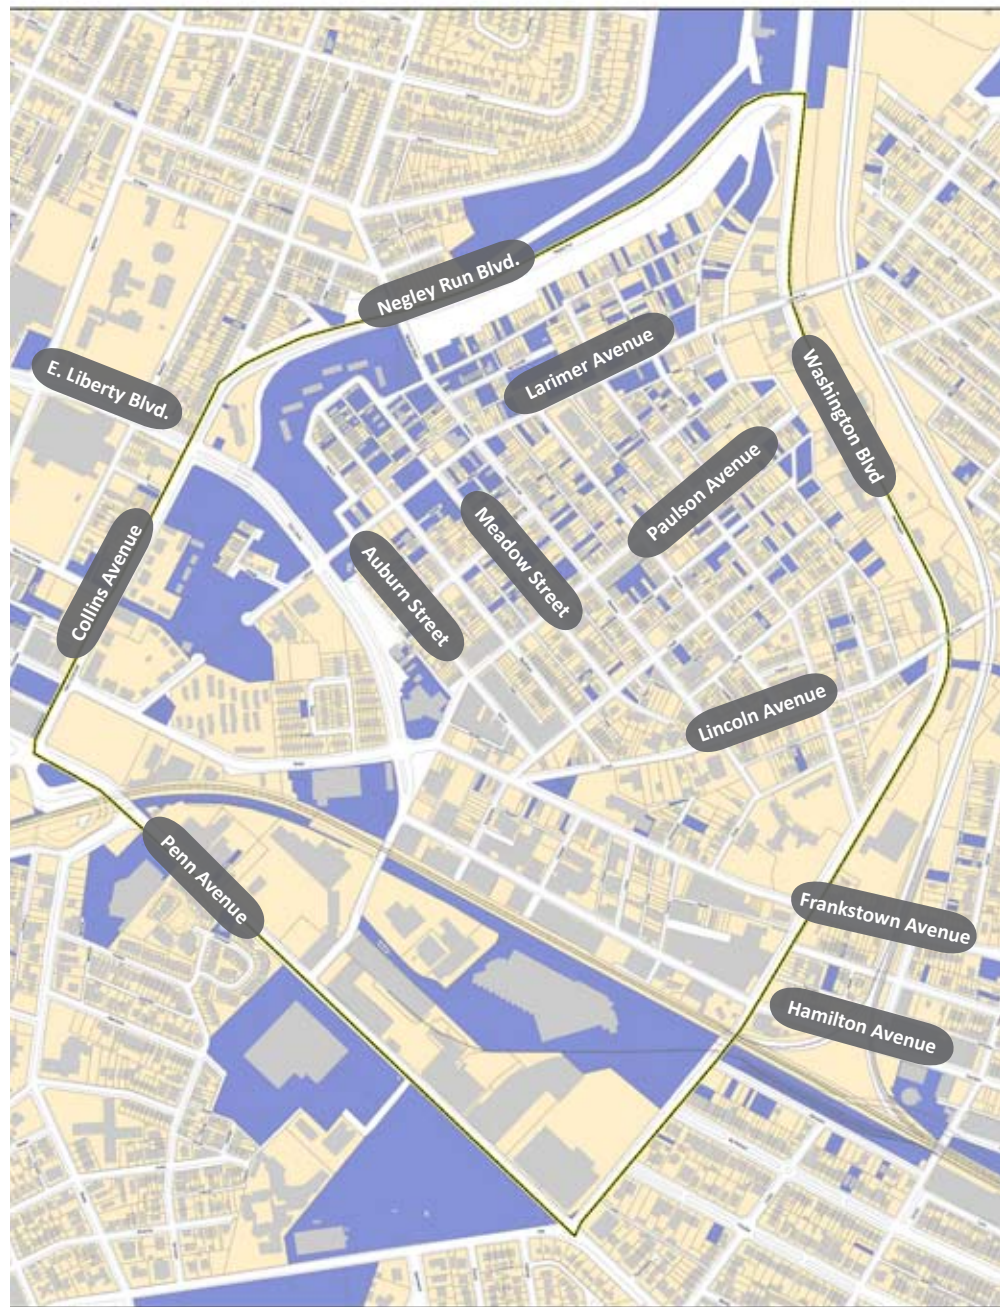 Negley Run Blvd.
Larimer Avenue
E. Liberty Blvd.
Washington Blvd
Paulson Avenue
Meadow Street
Auburn Street
Collins Avenue
Lincoln Avenue
Penn Avenue
Frankstown Avenue
Hamilton Avenue